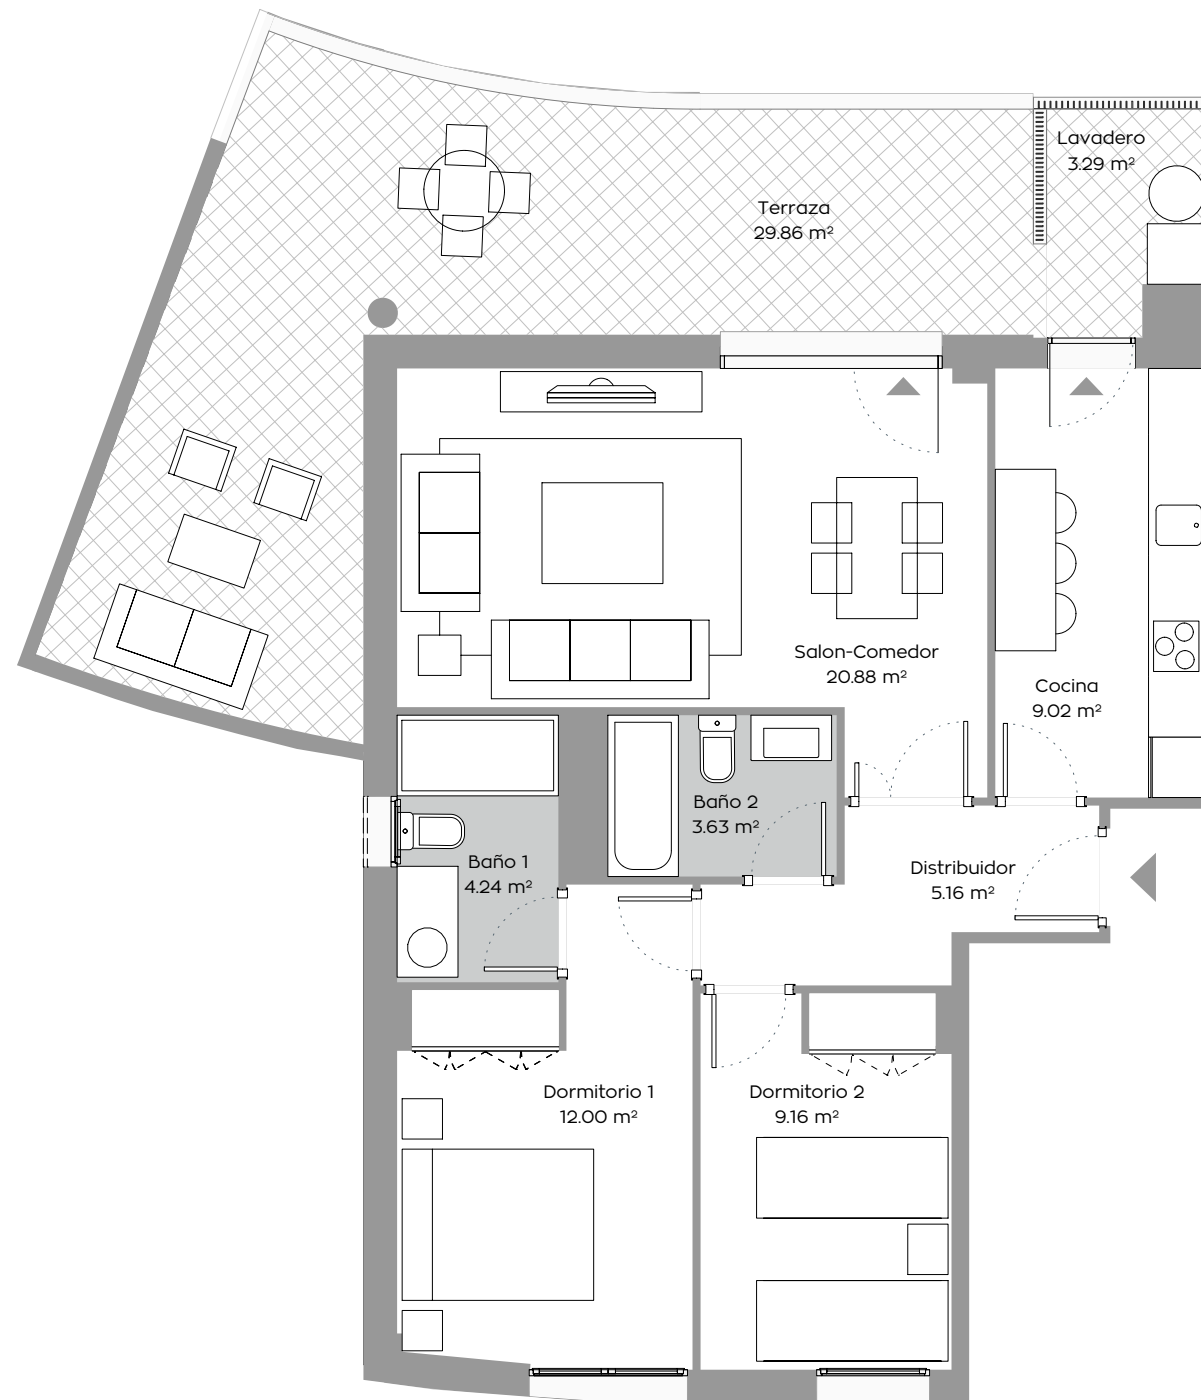 Lavadero
3.29 m²
Terraza
29.86 m²
Salon-Comedor
20.88 m²
Cocina
9.02 m²
Baño 2
3.63 m²
Baño 1
4.24 m²
Distribuidor
5.16 m²
Dormitorio 1
12.00 m²
Dormitorio 2
9.16 m²